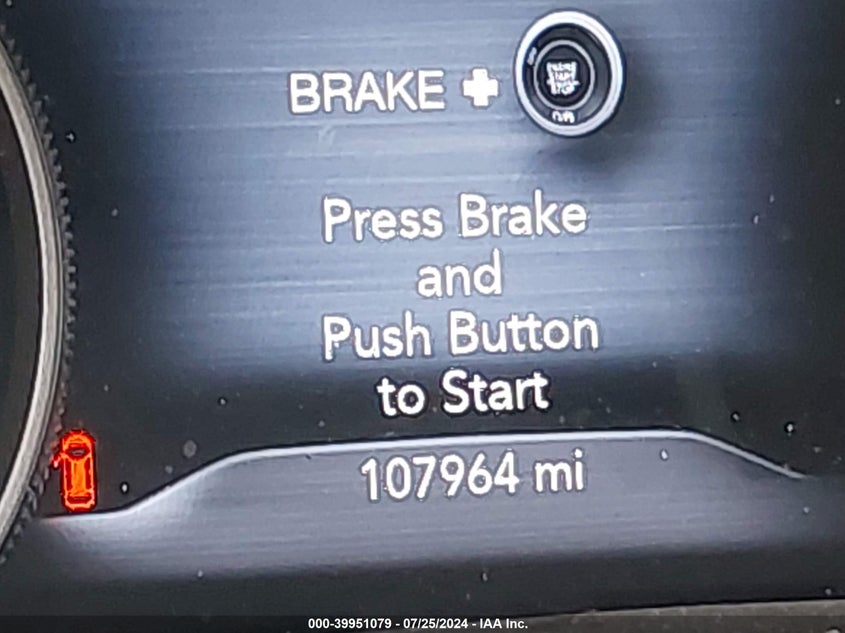 BRAKE +
Press Brake
and
Push Button
to Start
107964 mi
000-39951079 - 07/25/2024 - IAA Inc.